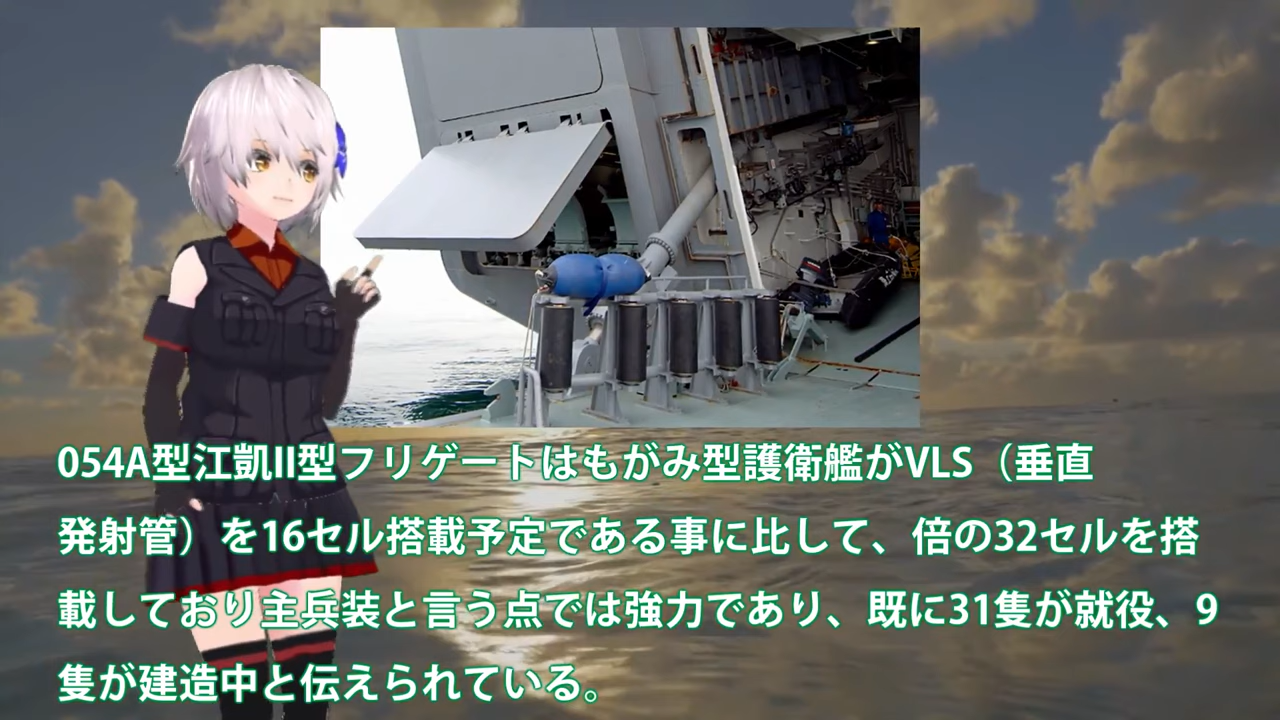 054A型江凱II型フリゲートはもがみ型護衛艦がVLS（垂直
発射管）を16セル搭載予定である事に比して、倍の32セルを搭
載しており主兵装と言う点では強力であり、既に31隻が就役、9
隻が建造中と伝えられている。